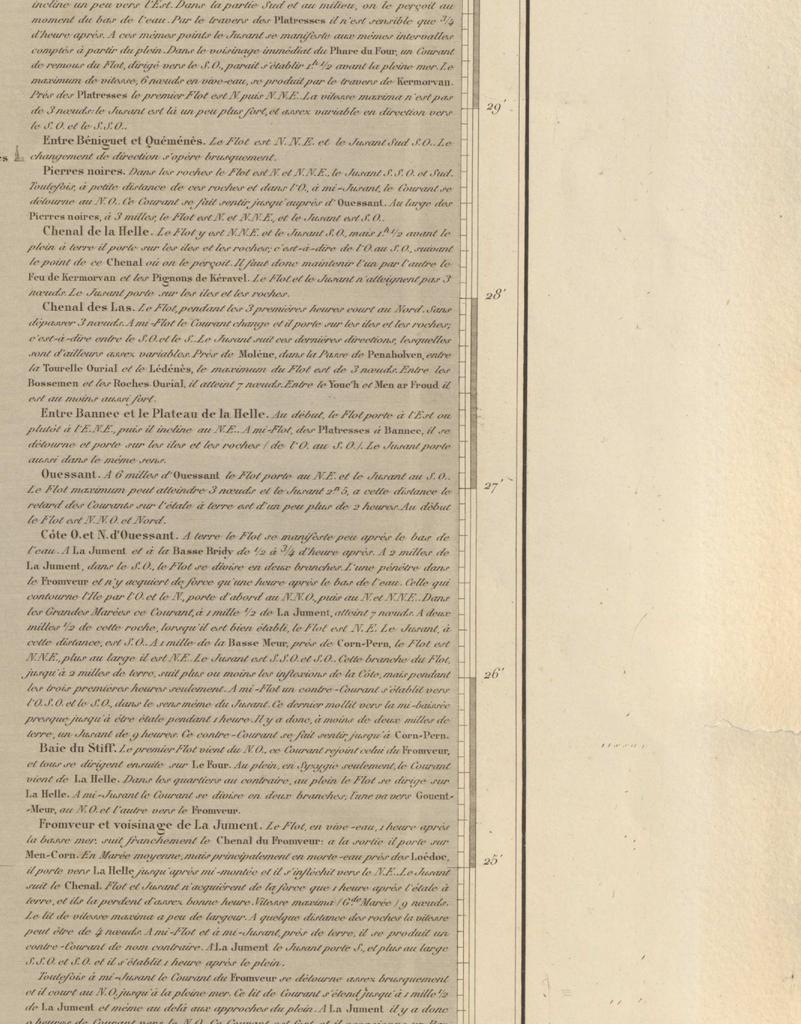 incline un peu vers l'Est. Dans la partie Sud et au milieu, on le perçoit au
moment du bas de l'eau. Par le travers des Platresses il n'est sensible que 3/4
d'heure après. A ces mêmes points le Jusant se manifeste aux mêmes intervalles
comptés à partir du plein. Dans le voisinage immédiat du Phare du Four, un Courant
de remous du Flot, dirigé vers le S.O., parait s'établir 1h 1/2 avant la pleine mer. Le
maximum de vitesse, 6 nœuds en vive-eau, se produit par le travers de Kermorvan.
Près des Platresses le premier Flot est N. puis N.N.E. La vitesse maxima n'est pas
de 3 nœuds: le Jusant est là un peu plus fort, et assez variable en direction vers
le S.O. et le S.S.O..
29'
Entre Béniguet et Quéménès. Le Flot est N.N.E. et le Jusant Sud S.O.. Le
changement de direction s'opère brusquement.
s
Pierres noires. Dans les roches le Flot est N. et N.N.E., le Jusant S.S.O. et Sud.
Toutefois, à petite distance de ces roches et dans l'O., à mi-Jusant, le Courant se
détourne au N.O.. Ce Courant se fait sentir jusqu'auprès d'Ouessant. Au large des
Pierres noires, à 3 milles, le Flot est N. et N.N.E., et le Jusant est S.O..
Chenal de la Helle. Le Flot y est N.N.E. et le Jusant S.O., mais 1h 1/2 avant le
plein à terre il porte sur les îles et les roches; c'est-à-dire de l'O. au S.O., suivant
le point de ce Chenal où on le perçoit. Il faut donc maintenir l'un par l'autre le
Feu de Kermorvan et les Pignons de Kéravel. Le Flot et le Jusant n'atteignent pas 3
nœuds. Le Jusant porte sur les îles et les roches.
28'
Chenal des Las. Le Flot, pendant les 3 premières heures court au Nord. Sans
dépasser 3 nœuds. A mi-Flot le Courant change et il porte sur les îles et les roches;
c'est-à-dire entre le S.O. et le S.. Le Jusant suit ces dernières directions, lesquelles
sont d'ailleurs assez variables. Près de Molène, dans la Passe de Penaholven, entre
la Tourelle Ourial et le Lédénès, le maximum du Flot est de 3 nœuds. Entre les
Bossemen et les Roches Ourial, il atteint 7 nœuds. Entre le Youc'h et Men ar Froud il
est au moins aussi fort.
Entre Bannec et le Plateau de la Helle. Au début, le Flot porte à l'Est ou
plutôt à l'E.N.E., puis il incline au N.E.. A mi-Flot, des Platresses à Bannec, il se
détourne et porte sur les îles et les roches (de l'O. au S.O.). Le Jusant porte
aussi dans le même sens.
Ouessant. A 6 milles d'Ouessant le Flot porte au N.E. et le Jusant au S.O..
Le Flot maximum peut atteindre 3 nœuds et le Jusant 2n 5, a cette distance le
27'
retard des Courants sur l'étale à terre est d'un peu plus de 2 heures. Au début
le Flot est N.N.O. et Nord.
Côte O. et N. d'Ouessant. A terre le Flot se manifeste peu après le bas de
l'eau. A La Jument et à la Basse Bridy de 1/2 à 3/4 d'heure après. A 2 milles de
La Jument, dans le S.O., le Flot se divise en deux branches. L'une pénètre dans
le Fromveur et n'y acquiert de force qu'une heure après le bas de l'eau. Celle qui
contourne l'Ile par l'O. et le N., porte d'abord au N.N.O., puis au N. et N.N.E.. Dans
les Grandes Marées ce Courant, à 1 mille 1/2 de La Jument, atteint 7 nœuds. A deux
milles 1/2 de cette roche, lorsqu'il est bien établi, le Flot est N.E. Le Jusant, à
cette distance, est S.O.. A 1 mille de la Basse Meur, près de Corn-Pern, le Flot est
N.N.E., plus au large il est N.E.. Le Jusant est S.S.O. et S.O.. Cette branche du Flot,
jusqu'à 2 milles de terre, suit plus ou moins les inflexions de la Côte, mais pendant
26'
les trois premières heures seulement. A mi-Flot un contre-Courant s'établit vers
l'O.S.O. et le S.O., dans le sens même du Jusant. Ce dernier mollit vers la mi-baissée
presque jusqu'à être étale pendant 1 heure. Il y a donc, à moins de deux milles de
terre, un Jusant de 9 heures. Ce contre-Courant se fait sentir jusqu'à Corn-Pern.
Baie du Stiff. Le premier Flot vient du N.O., ce Courant rejoint celui du Fromveur,
et tous se dirigent ensuite sur Le Four. Au plein, en Syzygie seulement, le Courant
vient de La Helle. Dans les quartiers au contraire, au plein le Flot se dirige sur
La Helle. A mi-Jusant le Courant se divise en deux branches; l'une va vers Gouent-
-Meur, au N.O. et l'autre vers le Fromveur.
Fromveur et voisinage de La Jument. Le Flot, en vive-eau, 1 heure après
la basse mer, suit franchement le Chenal du Fromveur: a la sortie il porte sur
Men-Corn. En Marée moyenne, mais principalement en morte-eau près des Loédoc,
25'
il porte vers La Helle jusqu'après mi-montée et il s'infléchit vers le N.E.. Le Jusant
suit le Chenal. Flot et Jusant n'acquièrent de la force que 1 heure après l'étale à
terre, et ils la perdent d'assez bonne heure. Vitesse maxima (Gde Marée) 9 nœuds.
Le lit de vitesse maxima a peu de largeur. A quelque distance des roches la vitesse
peut être de 4 nœuds. A mi-Flot et à mi-Jusant, près de terre, il se produit un
contre-Courant de nom contraire. A La Jument le Jusant porte S., et plus au large
S.S.O. et S.O. et il s'établit 1 heure après le plein.
Toutefois à mi-Jusant le Courant du Fromveur se détourne assez brusquement
et il court au N.O. jusqu'à la pleine mer. Ce lit de Courant s'étend jusqu'à 1 mille 1/2
de La Jument et même au delà aux approches du plein. A La Jument il y a donc